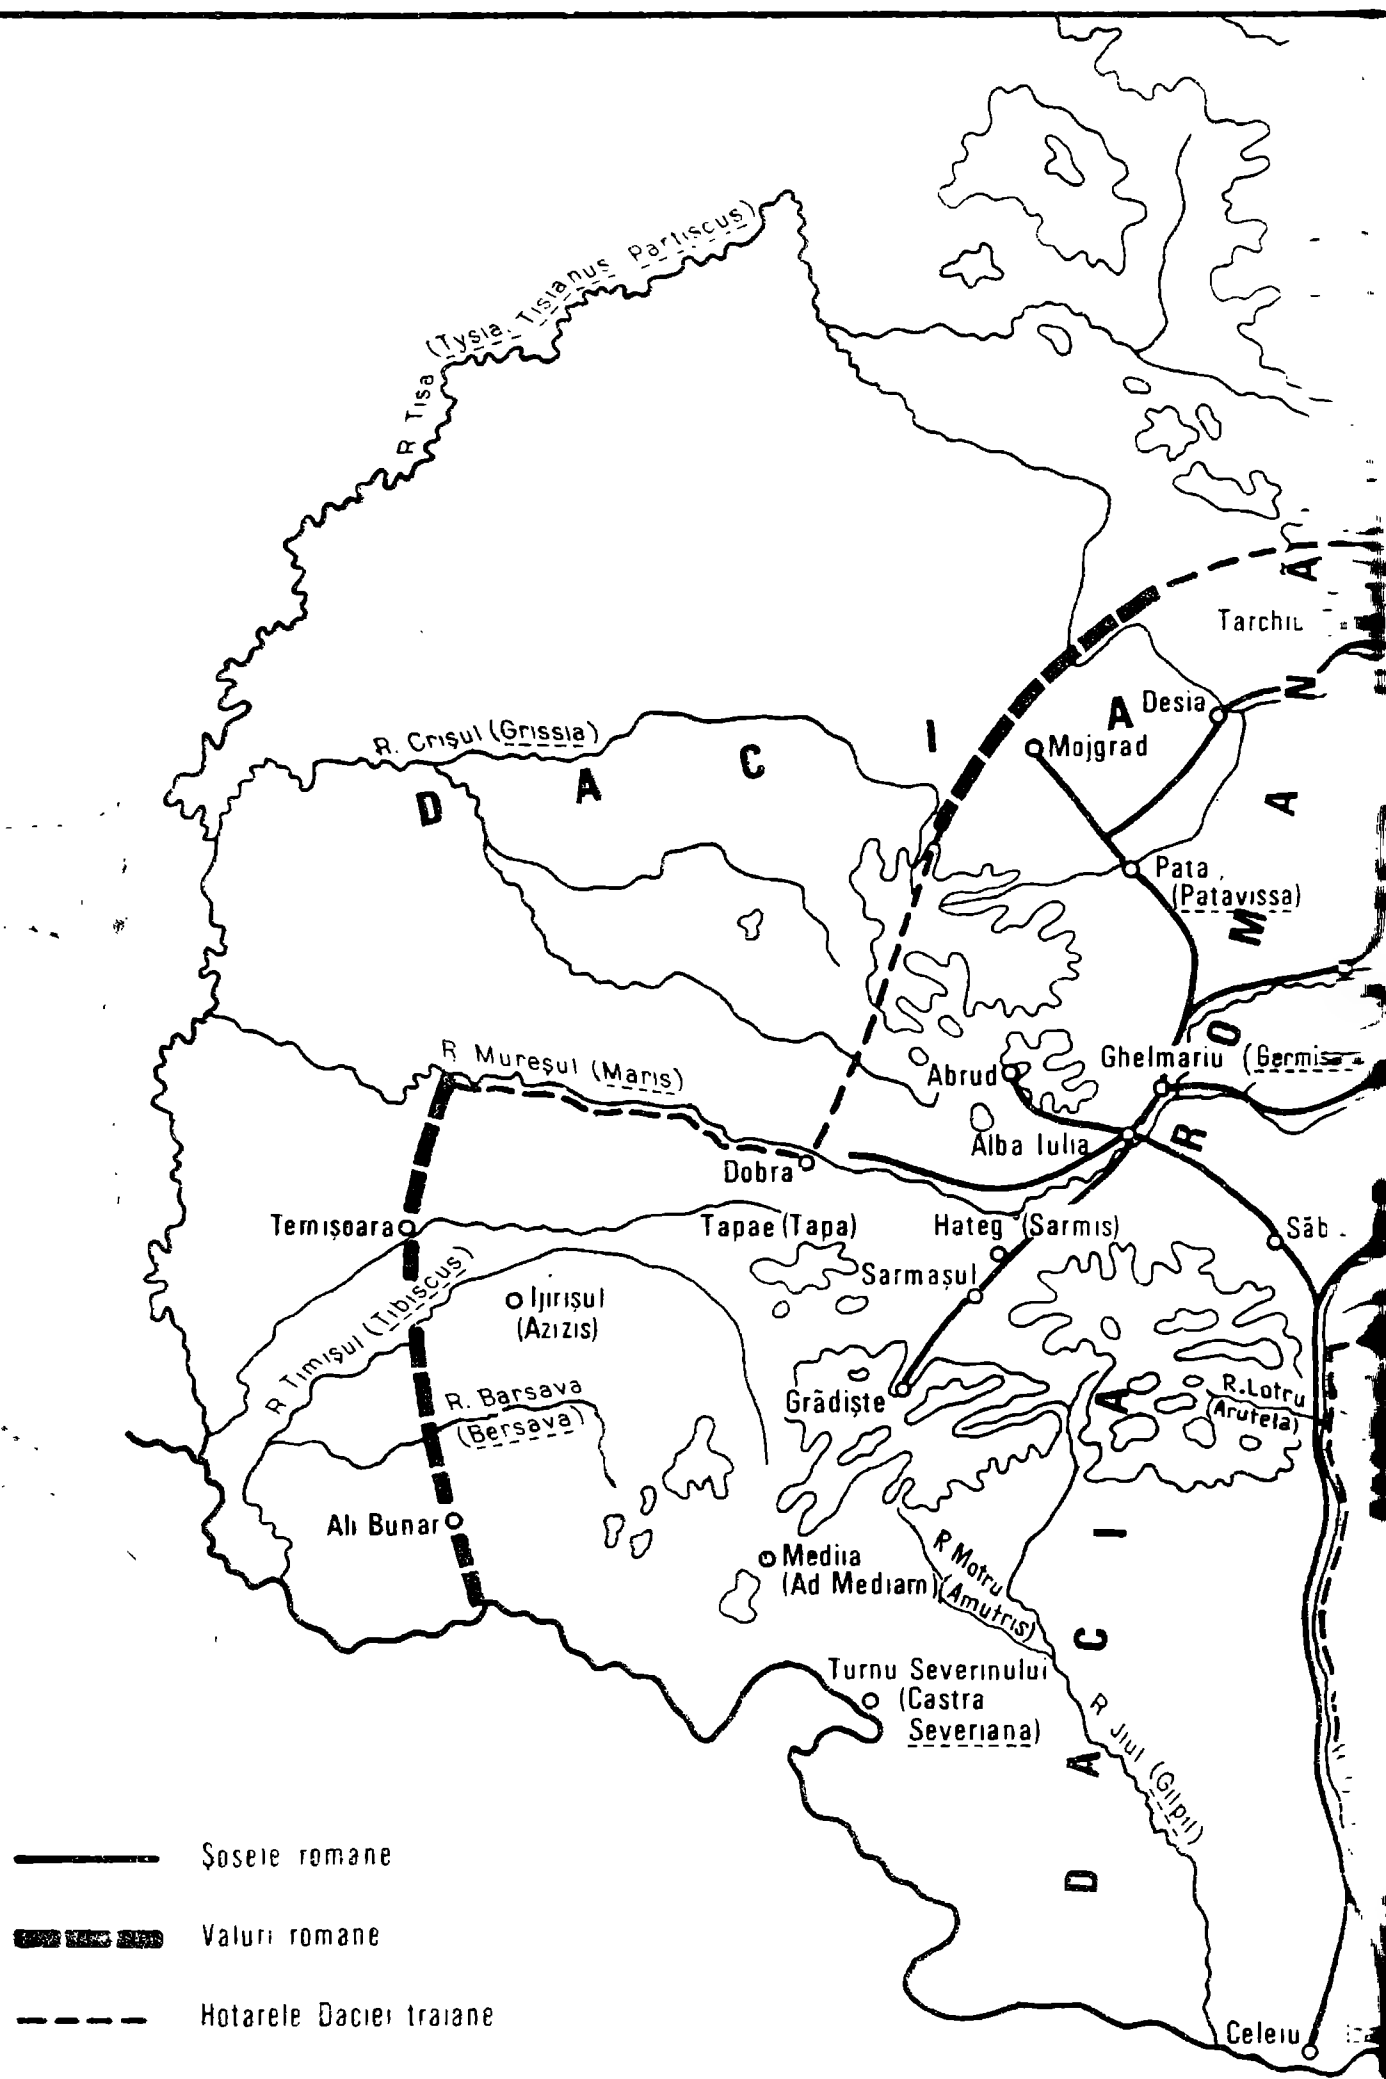 R Tisa (Tysia, Tisianus Partiscus)
Desia
Mojgrad
R. Crişul (Grissia)
D A C I A
Pata
(Patavissa)
R Mureşul (Maris)
Ghelmariu
Abrud
Alba Iulia
Dobra
Temişoara
Tapae (Tapa)
Hateg (Sarmis)
Sarmaşul
R Timişul (Tibiscus)
Ijirişul
(Azizis)
R. Barsava
(Bersava)
Grădişte
R. Lotru
(Arutela)
Ali Bunar
Mediia
(Ad Mediam)
R Motru
(Amutris)
Turnu Severinului
(Castra
Severiana)
R Jiul (Gilpil)
D A C I A
R O M A N Ă
Şosele romane
Valuri romane
Hotarele Daciei traiane
Celeiu